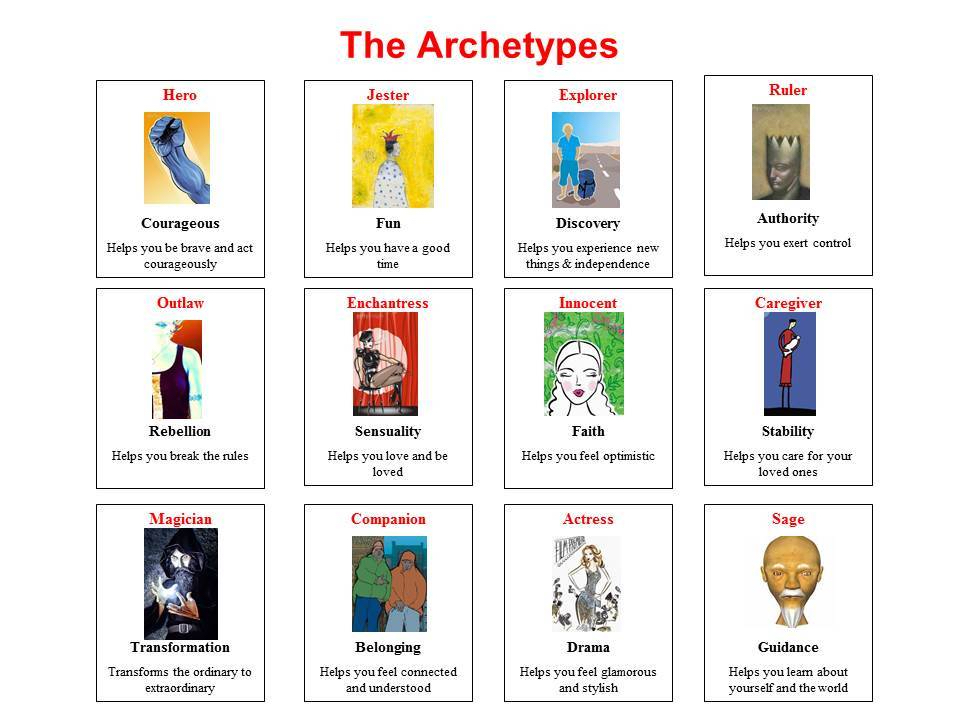 The Archetypes
Hero
Courageous
Helps you be brave and act
courageously
Jester
Fun
Helps you have a good
time
Explorer
Discovery
Helps you experience new
things & independence
Ruler
Authority
Helps you exert control
Outlaw
Rebellion
Helps you break the rules
Enchantress
Sensuality
Helps you love and be
loved
Innocent
Faith
Helps you feel optimistic
Caregiver
Stability
Helps you care for your
loved ones
Magician
Transformation
Transforms the ordinary to
extraordinary
Companion
Belonging
Helps you feel connected
and understood
Actress
FILM PREMIER
Drama
Helps you feel glamorous
and stylish
Sage
Guidance
Helps you learn about
yourself and the world